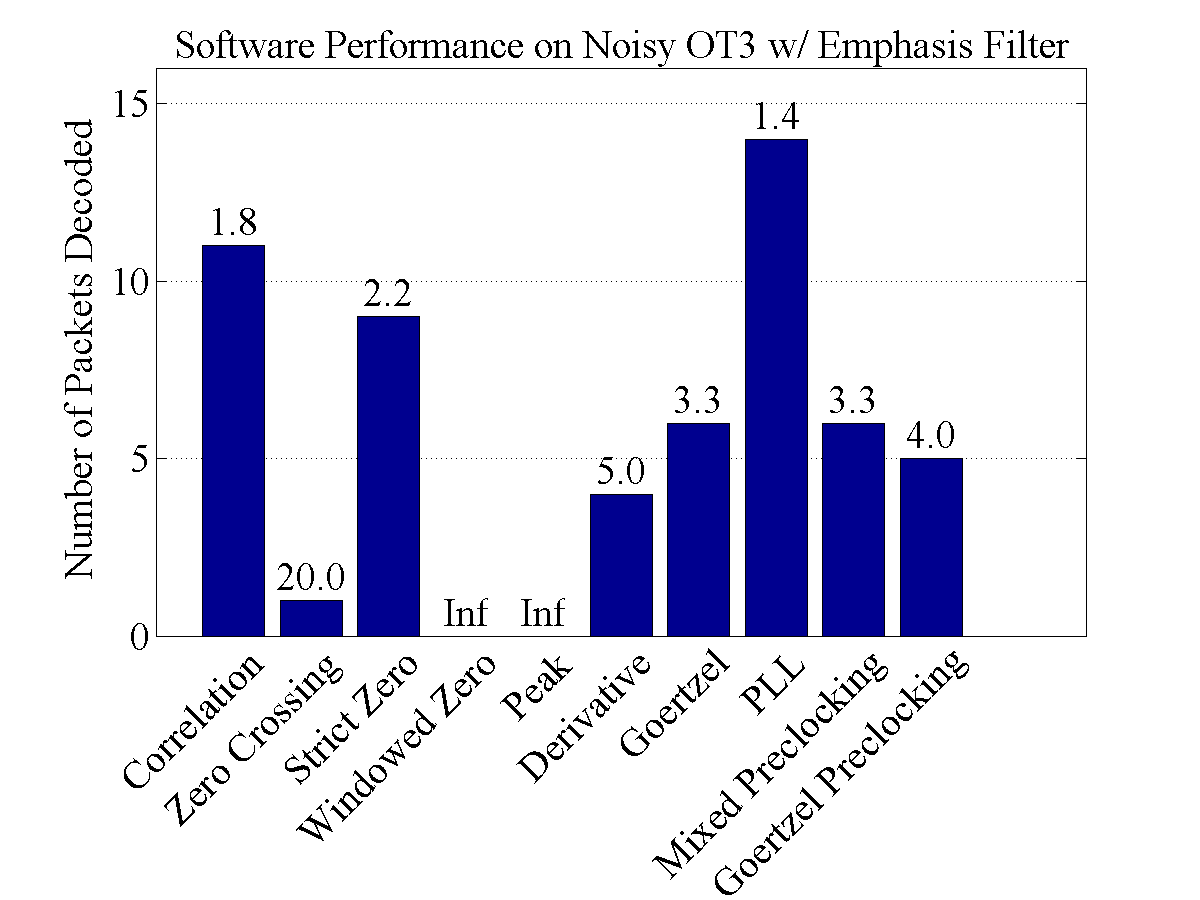 Software Performance on Noisy OT3 w/ Emphasis Filter
Number of Packets Decoded
15
10
5
0
1.8
20.0
2.2
Inf
Inf
5.0
3.3
1.4
3.3
4.0
Correlation
Zero Crossing
Strict Zero
Windowed Zero
Peak
Derivative
Goertzel
PLL
Mixed Preclocking
Goertzel Preclocking